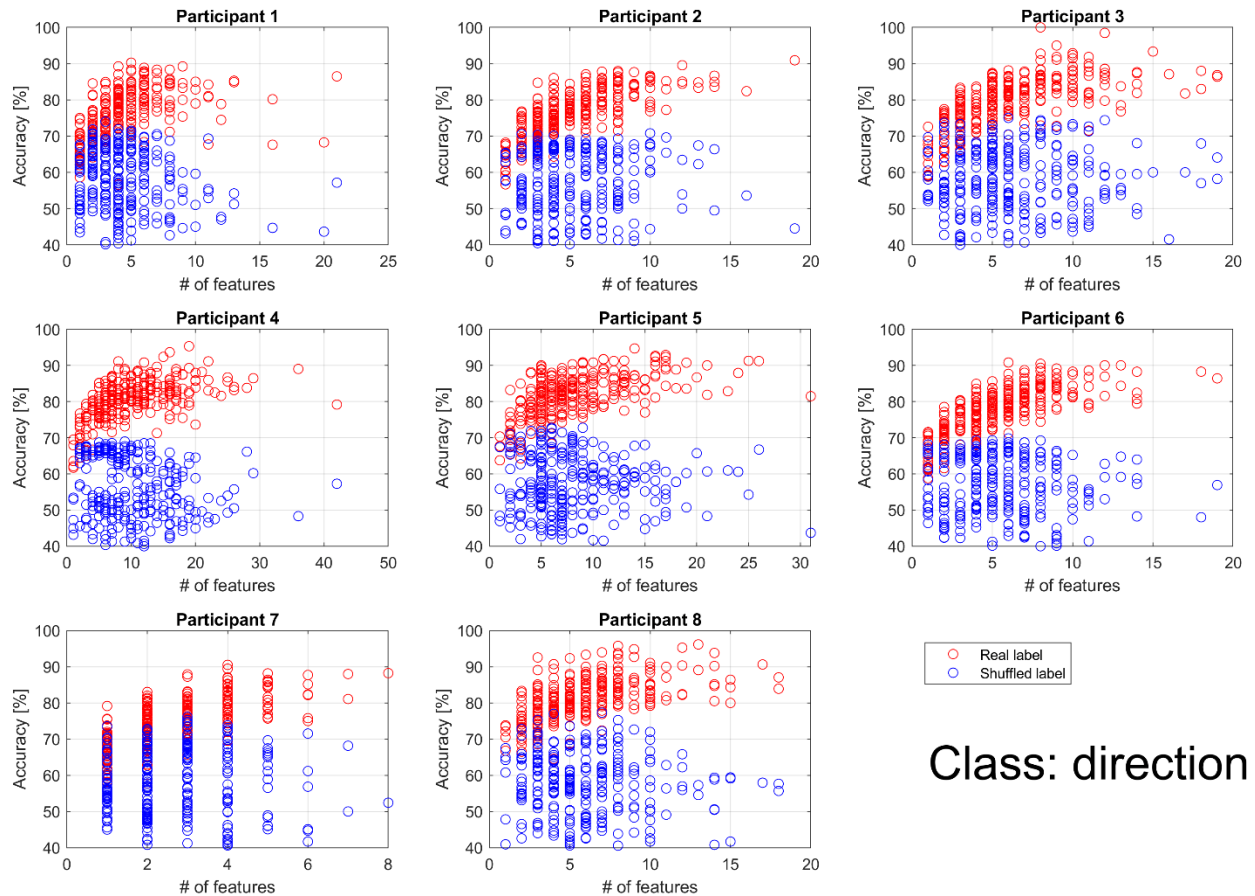 Participant 1
Accuracy [%]
100
90
80
70
60
50
40
0 5 10 15 20 25
# of features
Participant 2
Accuracy [%]
100
90
80
70
60
50
40
0 5 10 15 20
# of features
Participant 3
Accuracy [%]
100
90
80
70
60
50
40
0 5 10 15 20
# of features
Participant 4
Accuracy [%]
100
90
80
70
60
50
40
0 10 20 30 40 50
# of features
Participant 5
Accuracy [%]
100
90
80
70
60
50
40
0 5 10 15 20 25 30
# of features
Participant 6
Accuracy [%]
100
90
80
70
60
50
40
0 5 10 15 20
# of features
Participant 7
Accuracy [%]
100
90
80
70
60
50
40
0 2 4 6 8
# of features
Participant 8
Accuracy [%]
100
90
80
70
60
50
40
0 5 10 15 20
# of features
Real label
Shuffled label
Class: direction